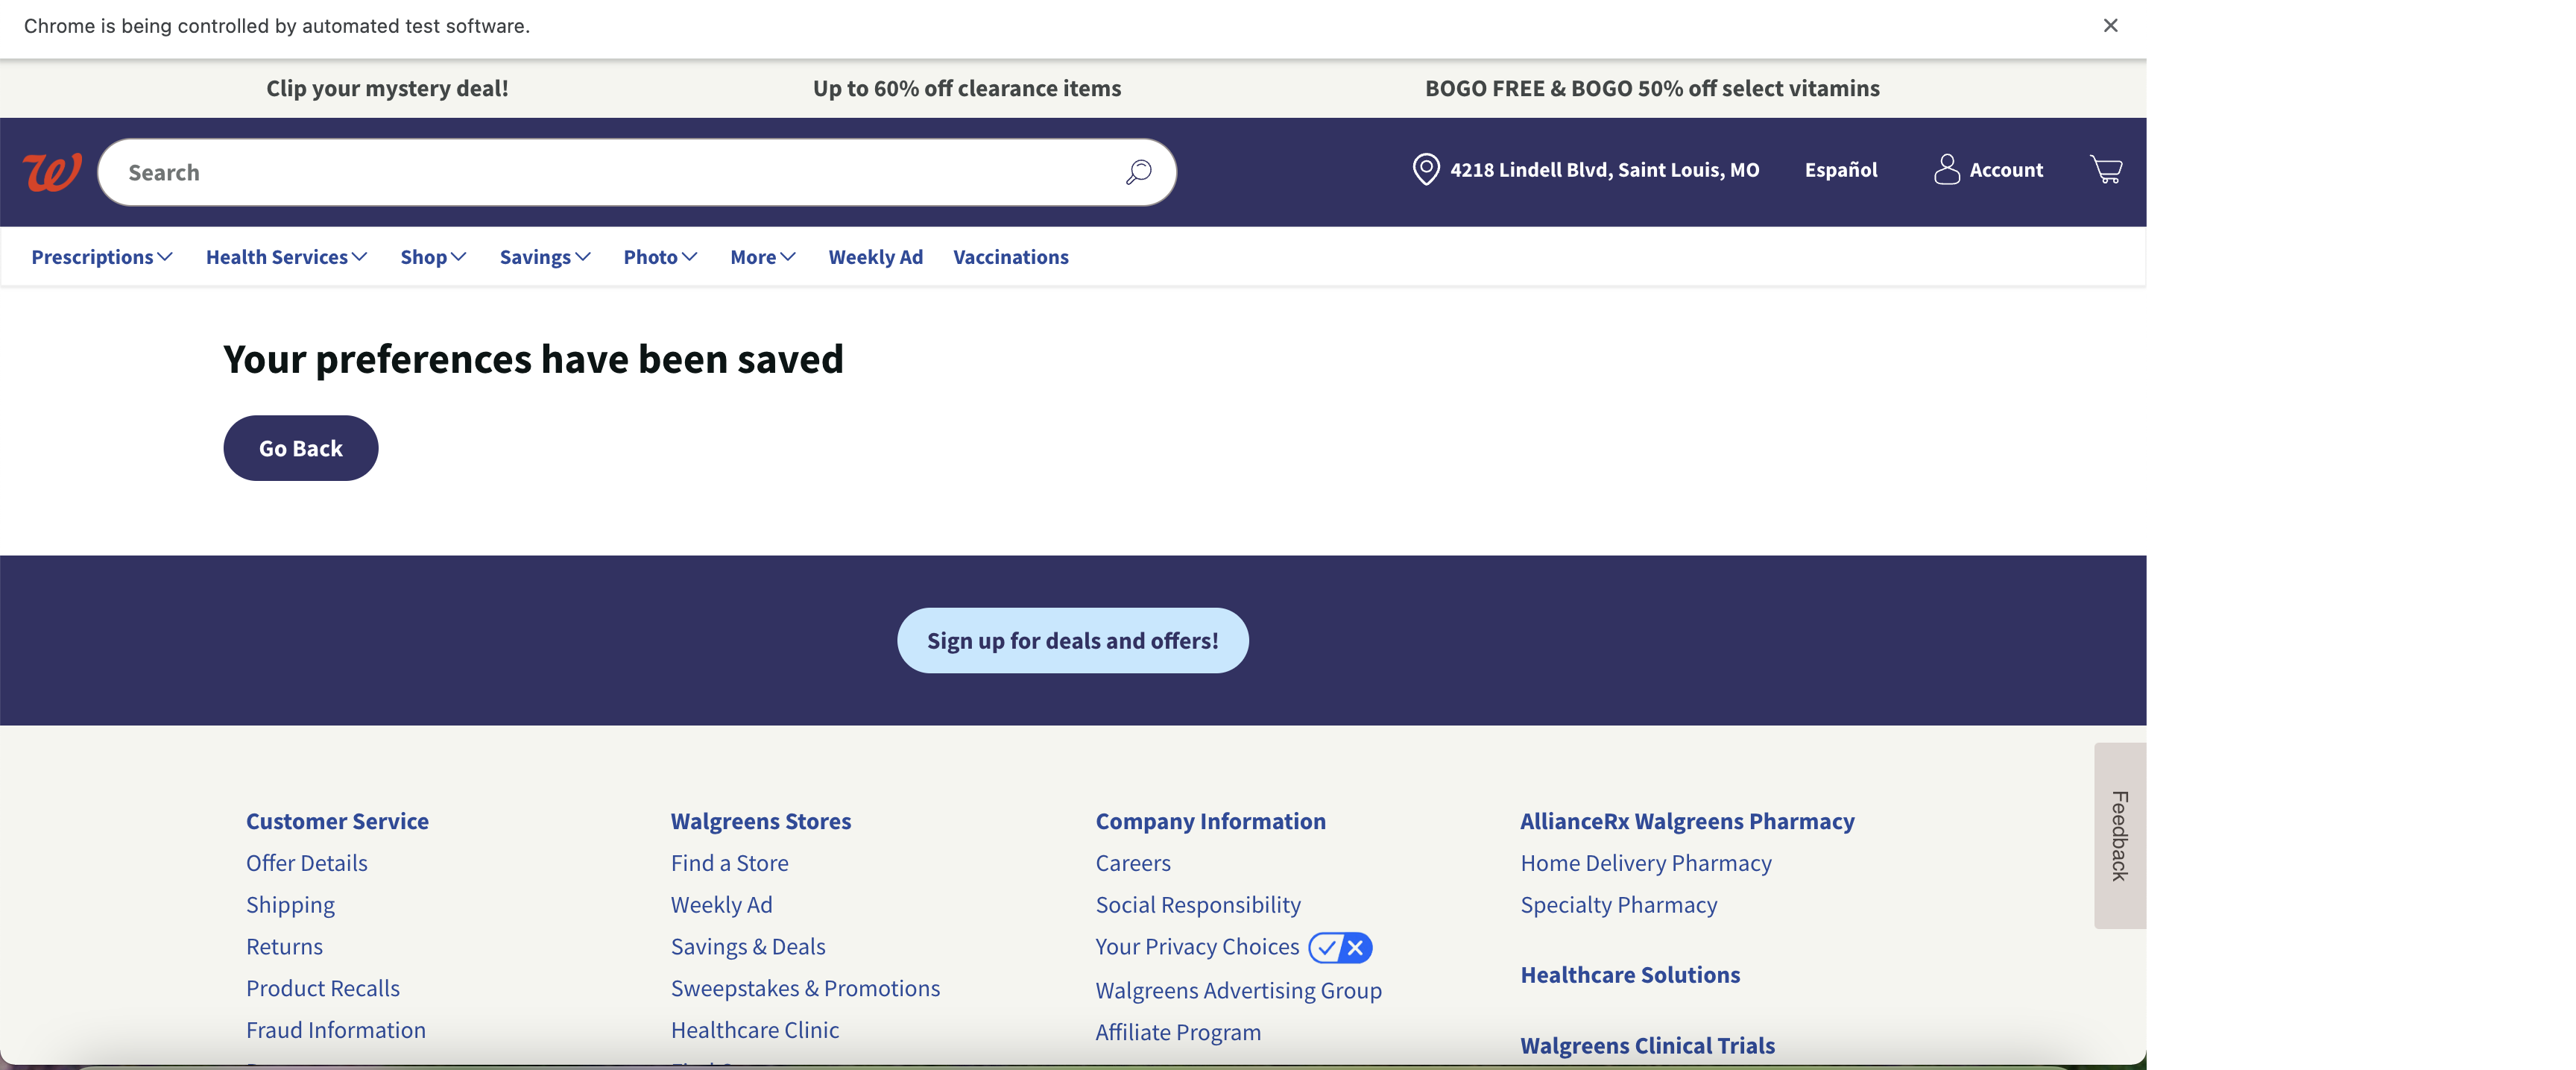 Chrome is being controlled by automated test software.
Clip your mystery deal!
Up to 60% off clearance items
BOGO FREE & BOGO 50% off select vitamins
Search
4218 Lindell Blvd, Saint Louis, MO
Español
Account
Prescriptions
Health Services
Shop
Savings
Photo
More
Weekly Ad
Vaccinations
Your preferences have been saved
Go Back
Sign up for deals and offers!
Feedback
Customer Service
Offer Details
Shipping
Returns
Product Recalls
Fraud Information
Walgreens Stores
Find a Store
Weekly Ad
Savings & Deals
Sweepstakes & Promotions
Healthcare Clinic
Company Information
Careers
Social Responsibility
Your Privacy Choices
Walgreens Advertising Group
Affiliate Program
AllianceRx Walgreens Pharmacy
Home Delivery Pharmacy
Specialty Pharmacy
Healthcare Solutions
Walgreens Clinical Trials